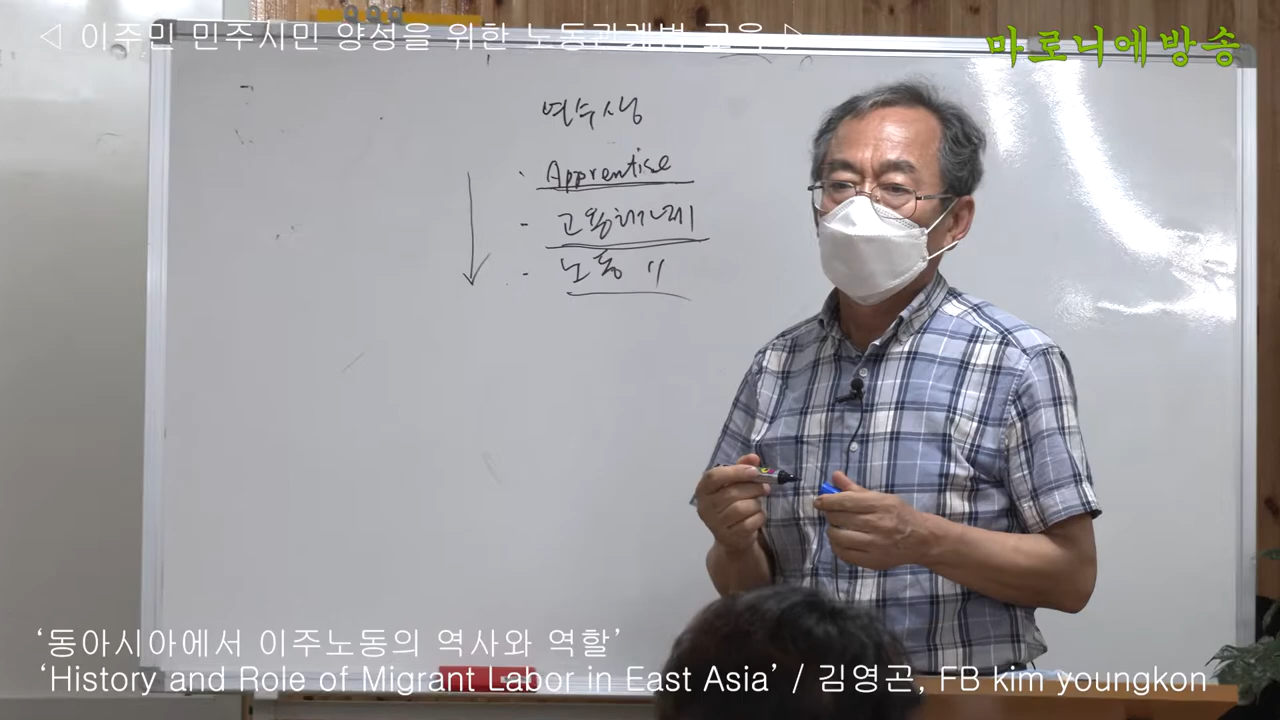 ◁ 이주민 민주시민 양성을 위한 노동관계법 교육 ▷
마로니에방송
연수생
· Apprentise
- 고용허가제
· 노동 〃
‘동아시아에서 이주노동의 역사와 역할’
‘History and Role of Migrant Labor in East Asia’ / 김영곤, FB kim youngkon